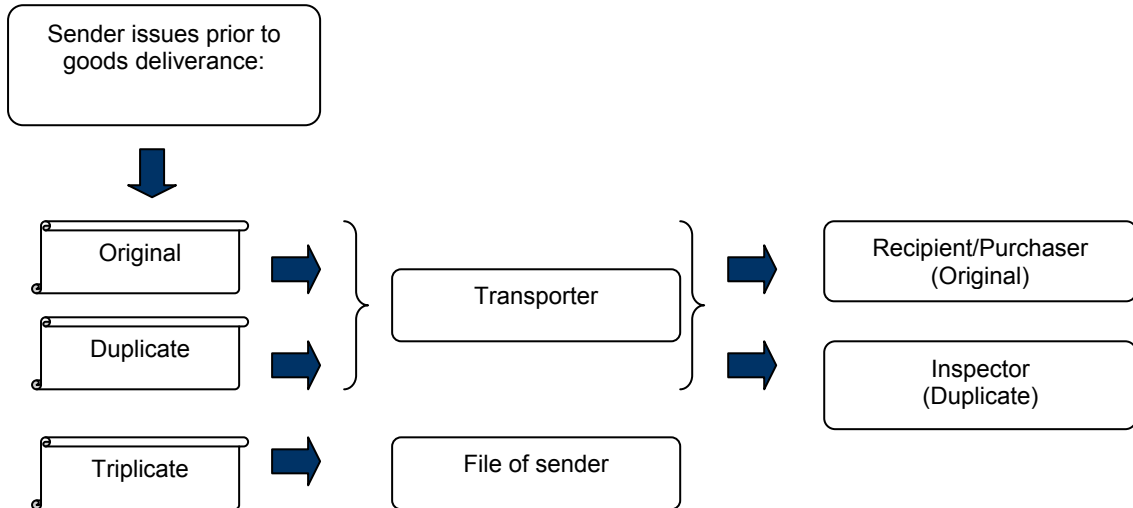 Sender issues prior to
goods deliverance:
Original
Duplicate
Triplicate
Transporter
File of sender
Recipient/Purchaser
(Original)
Inspector
(Duplicate)